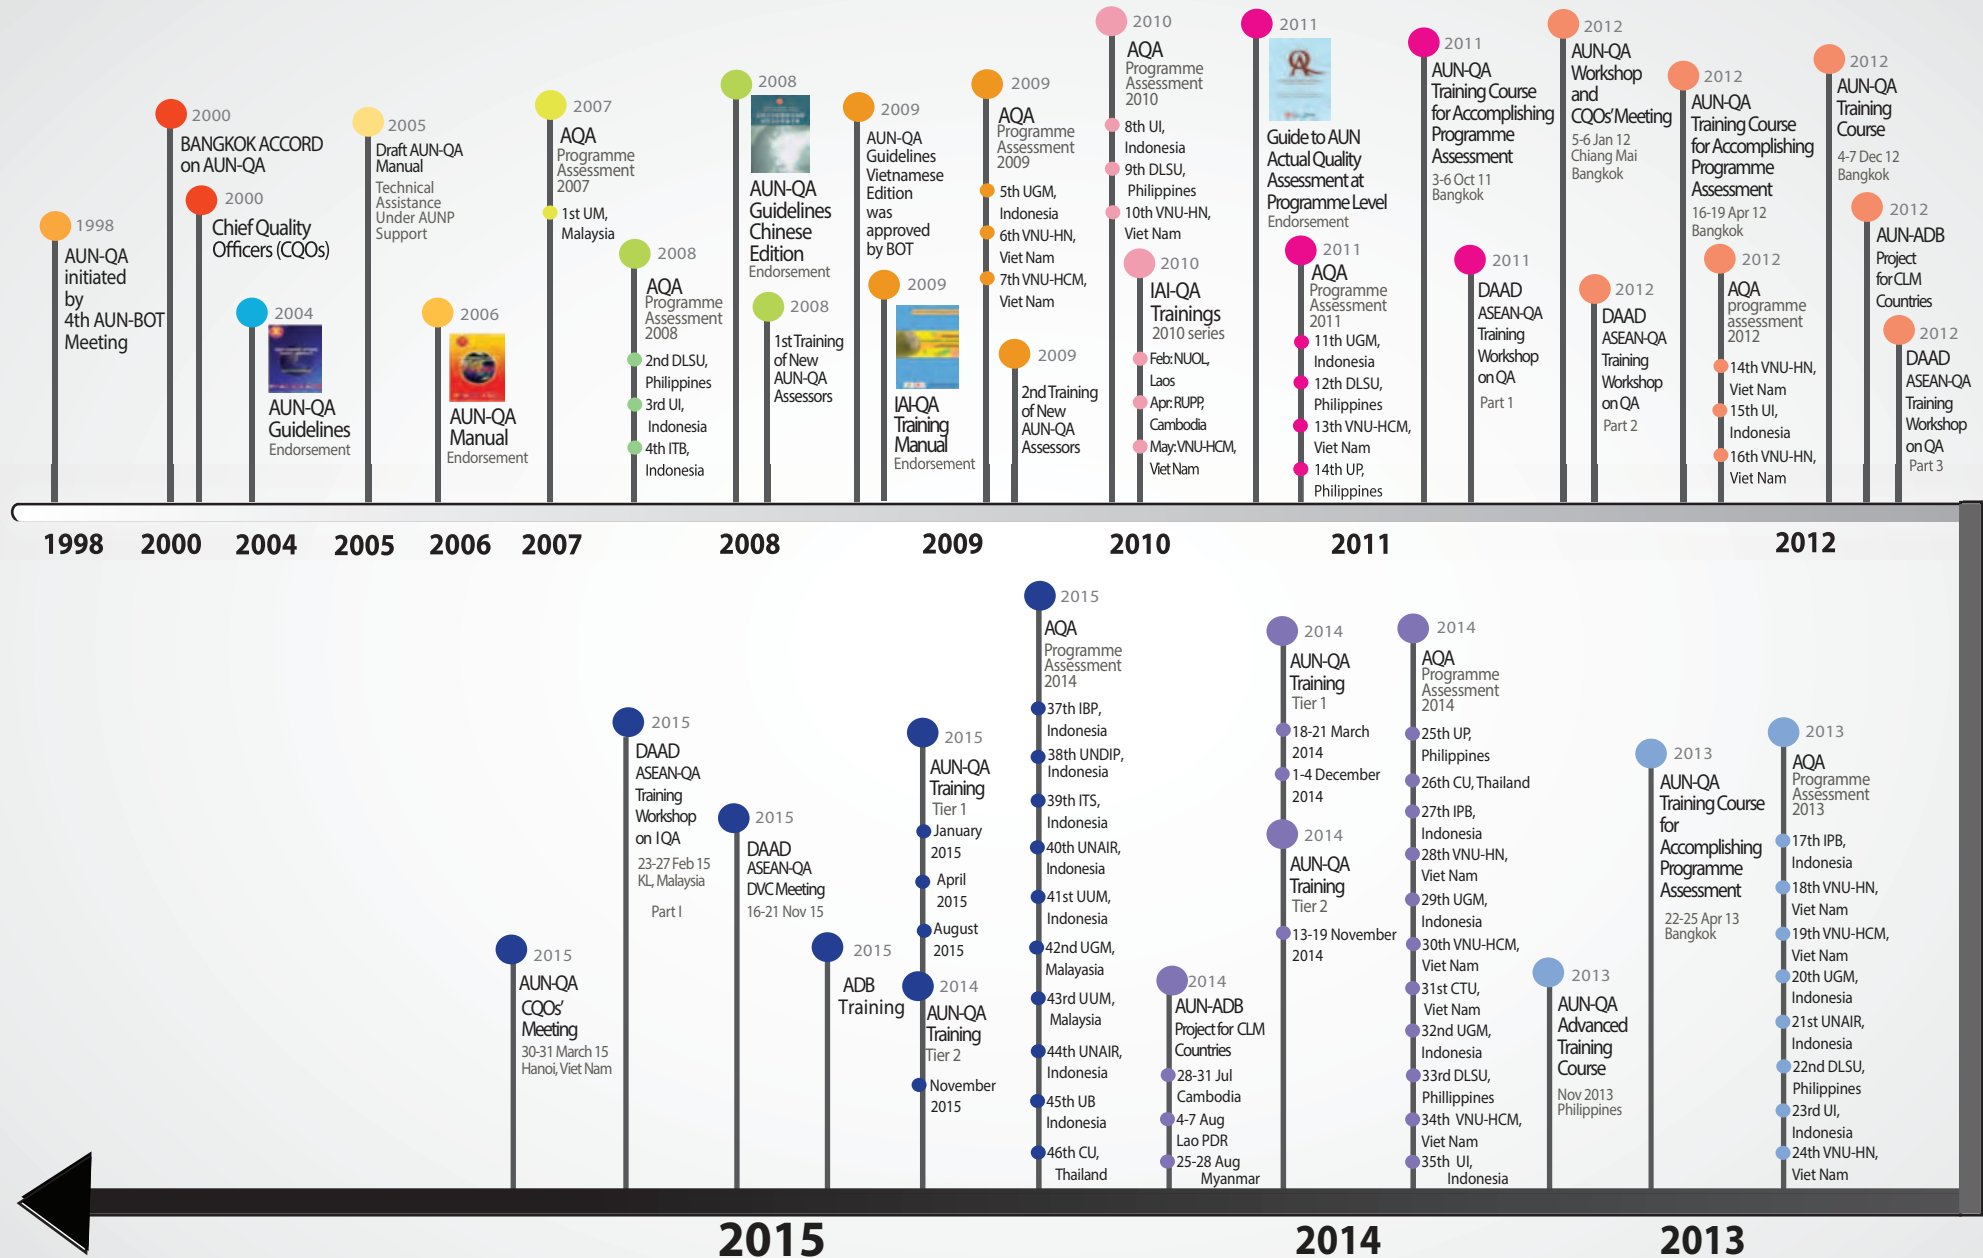 1998
AUN-QA
initiated
by
4th AUN-BOT
Meeting
2000
BANGKOK ACCORD
on AUN-QA
2000
Chief Quality
Officers (CQOs)
2004
AUN-QA
Guidelines
Endorsement
2005
Draft AUN-QA
Manual
Technical
Assistance
Under AUNP
Support
2006
AUN-QA
Manual
Endorsement
2007
AQA
Programme
Assessment
2007
1st UM,
Malaysia
2008
AQA
Programme
Assessment
2008
2nd DLSU,
Philippines
3rd UI,
Indonesia
4th ITB,
Indonesia
2008
AUN-QA
Guidelines
Chinese
Edition
Endorsement
2008
1st Training
of New
AUN-QA
Assessors
2009
AUN-QA
Guidelines
Vietnamese
Edition
was
approved
by BOT
2009
IAI-QA
Training
Manual
Endorsement
2009
AQA
Programme
Assessment
2009
5th UGM,
Indonesia
6th VNU-HN,
Viet Nam
7th VNU-HCM,
Viet Nam
2009
2nd Training
of New
AUN-QA
Assessors
2010
AQA
Programme
Assessment
2010
8th UI,
Indonesia
9th DLSU,
Philippines
10th VNU-HN,
Viet Nam
2010
IAI-QA
Trainings
2010 series
Feb: NUOL,
Laos
Apr: RUPP,
Cambodia
May: VNU-HCM,
Viet Nam
2011
QA
Guide to AUN
Actual Quality
Assessment at
Programme Level
Endorsement
2011
AQA
Programme
Assessment
2011
11th UGM,
Indonesia
12th DLSU,
Philippines
13th VNU-HCM,
Viet Nam
14th UP,
Philippines
2011
AUN-QA
Training Course
for Accomplishing
Programme
Assessment
3-6 Oct 11
Bangkok
2011
DAAD
ASEAN-QA
Training
Workshop
on QA
Part 1
2012
AUN-QA
Workshop
and
CQOs'Meeting
5-6 Jan 12
Chiang Mai
Bangkok
2012
DAAD
ASEAN-QA
Training
Workshop
on QA
Part 2
2012
AUN-QA
Training Course
for Accomplishing
Programme
Assessment
16-19 Apr 12
Bangkok
2012
AQA
programme
assessment
2012
14th VNU-HN,
Viet Nam
15th UI,
Indonesia
16th VNU-HN,
Viet Nam
2012
AUN-QA
Training
Course
4-7 Dec 12
Bangkok
2012
AUN-ADB
Project
for CLM
Countries
2012
DAAD
ASEAN-QA
Training
Workshop
on QA
Part 3
1998
2000
2004
2005
2006
2007
2008
2009
2010
2011
2012
2015
AUN-QA
CQOs'
Meeting
30-31 March 15
Hanoi, Viet Nam
2015
DAAD
ASEAN-QA
Training
Workshop
on IQA
23-27 Feb 15
KL, Malaysia
Part I
2015
DAAD
ASEAN-QA
DVC Meeting
16-21 Nov 15
2015
ADB
Training
2015
AUN-QA
Training
Tier 1
January
2015
April
2015
August
2015
2014
AUN-QA
Training
Tier 2
November
2015
2015
AQA
Programme
Assessment
2014
37th IBP,
Indonesia
38th UNDIP,
Indonesia
39th ITS,
Indonesia
40th UNAIR,
Indonesia
41st UUM,
Indonesia
42nd UGM,
Malayasia
43rd UUM,
Malaysia
44th UNAIR,
Indonesia
45th UB
Indonesia
46th CU,
Thailand
2014
AUN-ADB
Project for CLM
Countries
28-31 Jul
Cambodia
4-7 Aug
Lao PDR
25-28 Aug
Myanmar
2014
AUN-QA
Training
Tier 1
18-21 March
2014
1-4 December
2014
2014
AUN-QA
Training
Tier 2
13-19 November
2014
2014
AQA
Programme
Assessment
2014
25th UP,
Philippines
26th CU, Thailand
27th IPB,
Indonesia
28th VNU-HN,
Viet Nam
29th UGM,
Indonesia
30th VNU-HCM,
Viet Nam
31st CTU,
Viet Nam
32nd UGM,
Indonesia
33rd DLSU,
Phillippines
34th VNU-HCM,
Viet Nam
35th UI,
Indonesia
2013
AUN-QA
Advanced
Training
Course
Nov 2013
Philippines
2013
AUN-QA
Training Course
for
Accomplishing
Programme
Assessment
22-25 Apr 13
Bangkok
2013
AQA
Programme
Assessment
2013
17th IPB,
Indonesia
18th VNU-HN,
Viet Nam
19th VNU-HCM,
Viet Nam
20th UGM,
Indonesia
21st UNAIR,
Indonesia
22nd DLSU,
Philippines
23rd UI,
Indonesia
24th VNU-HN,
Viet Nam
2015
2014
2013